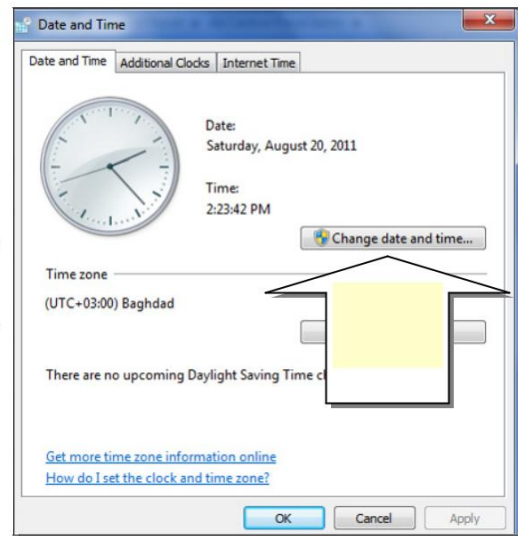 Date and Time
Date and Time Additional Clocks Internet Time
Date:
Saturday, August 20, 2011
Time:
2:23:42 PM
Change date and time...
Time zone
(UTC+03:00) Baghdad
There are no upcoming Daylight Saving Time
Get more time zone information online
How do I set the clock and time zone?
OK Cancel Apply